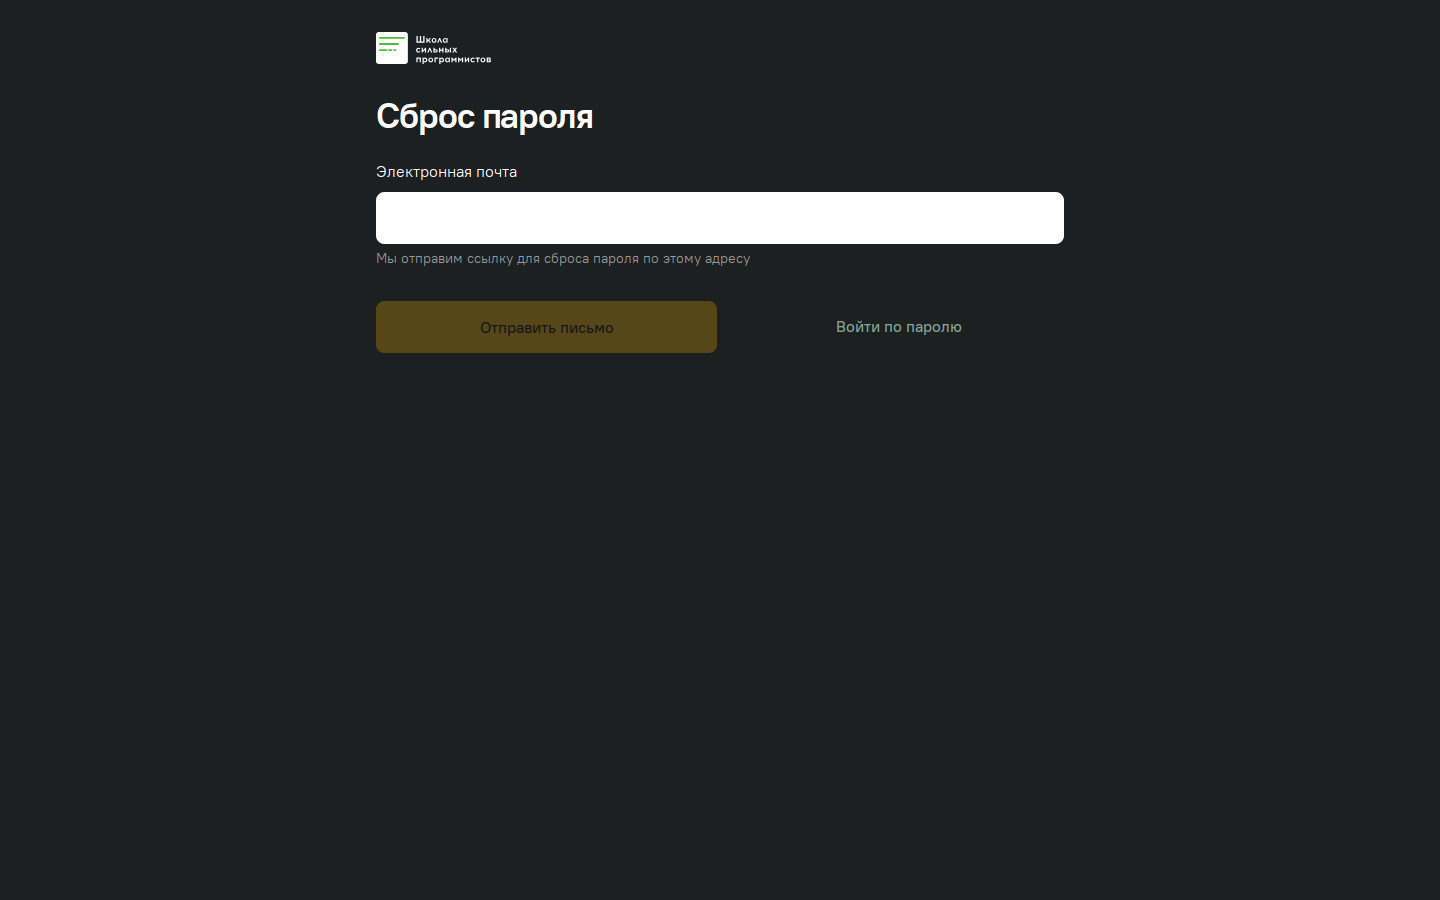 Школа
сильных
программистов
Сброс пароля
Электронная почта
Мы отправим ссылку для сброса пароля по этому адресу
Отправить письмо
Войти по паролю